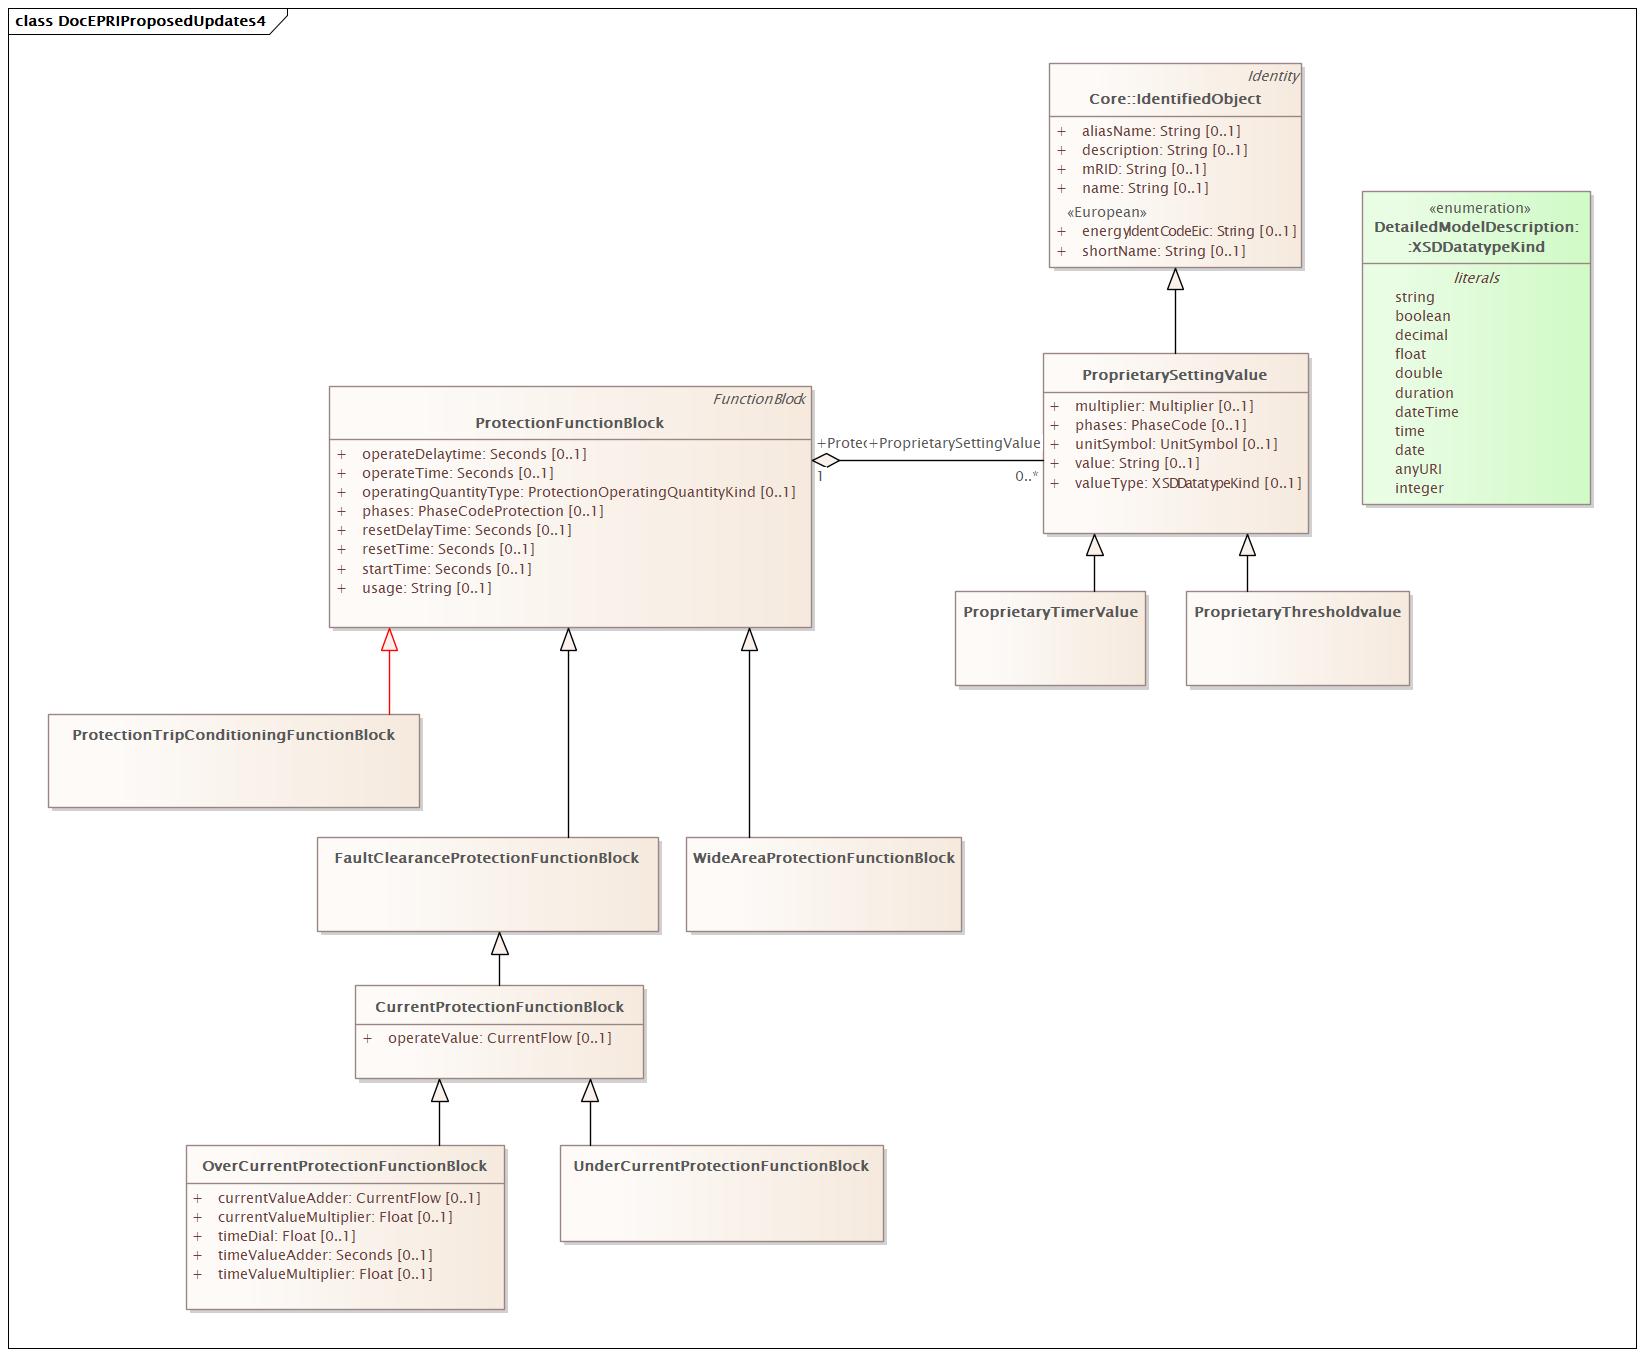 class DocEPRIProposedUpdates4
Identity
Core::IdentifiedObject
+ aliasName: String [0..1]
+ description: String [0..1]
+ mRID: String [0..1]
+ name: String [0..1]
«European»
+ energyIdentCodeEic: String [0..1]
+ shortName: String [0..1]
«enumeration»
DetailedModelDescription:
:XSDDatatypeKind
literals
string
boolean
decimal
float
double
duration
dateTime
time
date
anyURI
integer
ProprietarySettingValue
+ multiplier: Multiplier [0..1]
+ phases: PhaseCode [0..1]
+ unitSymbol: UnitSymbol [0..1]
+ value: String [0..1]
+ valueType: XSDDatatypeKind [0..1]
FunctionBlock
ProtectionFunctionBlock
+ operateDelaytime: Seconds [0..1]
+ operateTime: Seconds [0..1]
+ operatingQuantityType: ProtectionOperatingQuantityKind [0..1]
+ phases: PhaseCodeProtection [0..1]
+ resetDelayTime: Seconds [0..1]
+ resetTime: Seconds [0..1]
+ startTime: Seconds [0..1]
+ usage: String [0..1]
+ProprietarySettingValue
1
0..*
ProprietaryTimerValue
ProprietaryThresholdvalue
ProtectionTripConditioningFunctionBlock
FaultClearanceProtectionFunctionBlock
WideAreaProtectionFunctionBlock
CurrentProtectionFunctionBlock
+ operateValue: CurrentFlow [0..1]
OverCurrentProtectionFunctionBlock
+ currentValueAdder: CurrentFlow [0..1]
+ currentValueMultiplier: Float [0..1]
+ timeDial: Float [0..1]
+ timeValueAdder: Seconds [0..1]
+ timeValueMultiplier: Float [0..1]
UnderCurrentProtectionFunctionBlock